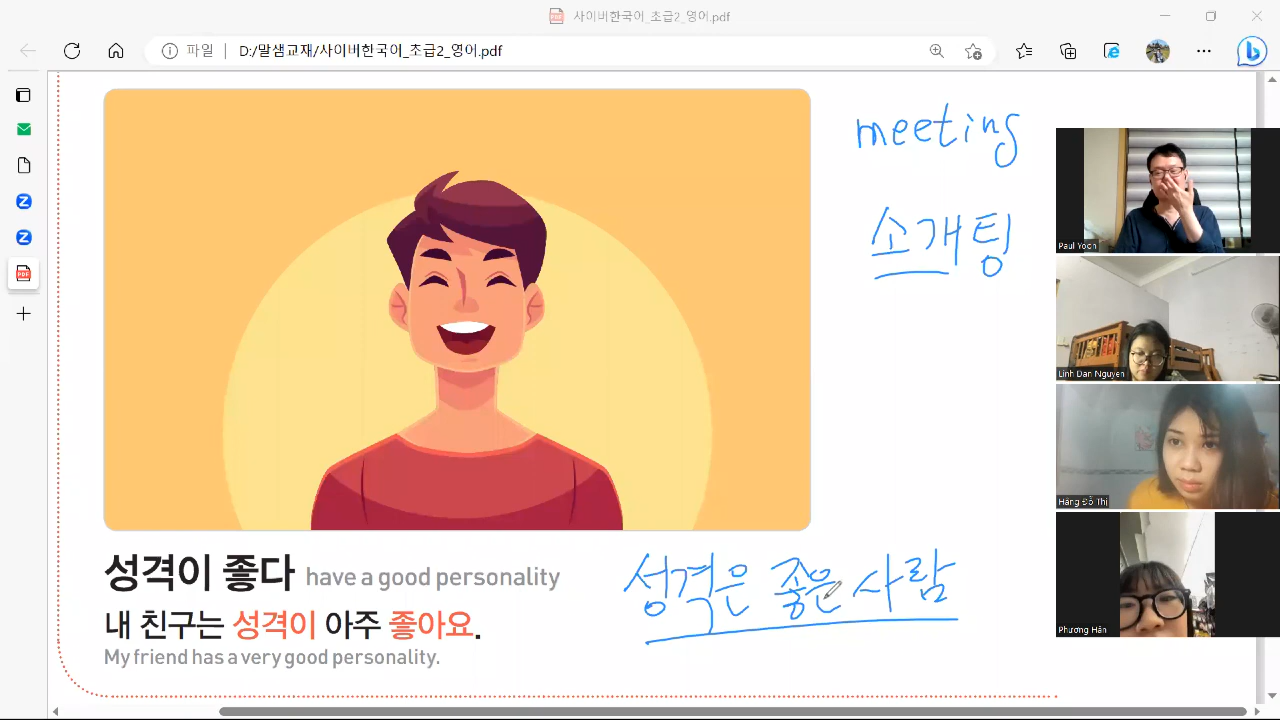 사이버한국어_초급2_영어.pdf
파일 | D:/말샘교재/사이버한국어_초급2_영어.pdf
meeting
소개팅
Paul Yoon
Linh Dan Nguyen
Hằng Đỗ Thị
Phượng Hân
성격이 좋다 have a good personality
성격은 좋은 사람
내 친구는 성격이 아주 좋아요.
My friend has a very good personality.